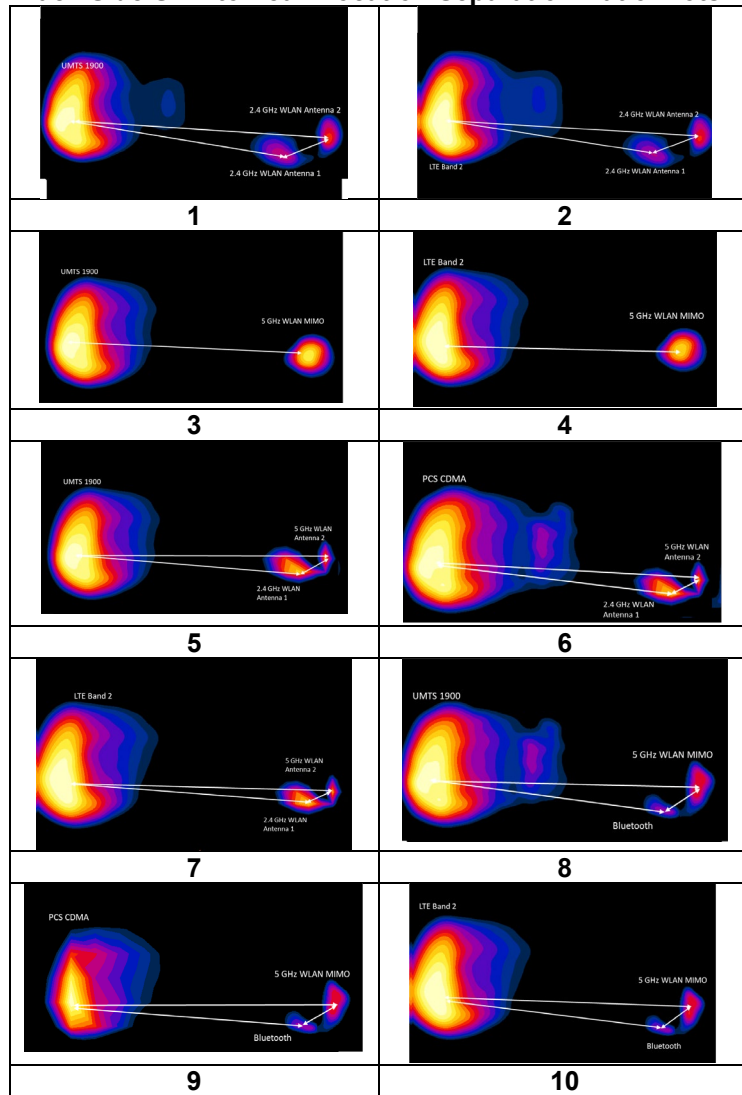 UMTS 1900
2.4 GHz WLAN Antenna 2
2.4 GHz WLAN Antenna 1
1
2.4 GHz WLAN Antenna 2
LTE Band 2
2.4 GHz WLAN Antenna 1
2
UMTS 1900
5 GHz WLAN MIMO
3
LTE Band 2
5 GHz WLAN MIMO
4
UMTS 1900
5 GHz WLAN
Antenna 2
2.4 GHz WLAN
Antenna 1
5
PCS CDMA
5 GHz WLAN
Antenna 2
2.4 GHz WLAN
Antenna 1
6
LTE Band 2
5 GHz WLAN
Antenna 2
2.4 GHz WLAN
Antenna 1
7
UMTS 1900
5 GHz WLAN MIMO
Bluetooth
8
PCS CDMA
5 GHz WLAN MIMO
Bluetooth
9
LTE Band 2
5 GHz WLAN MIMO
Bluetooth
10